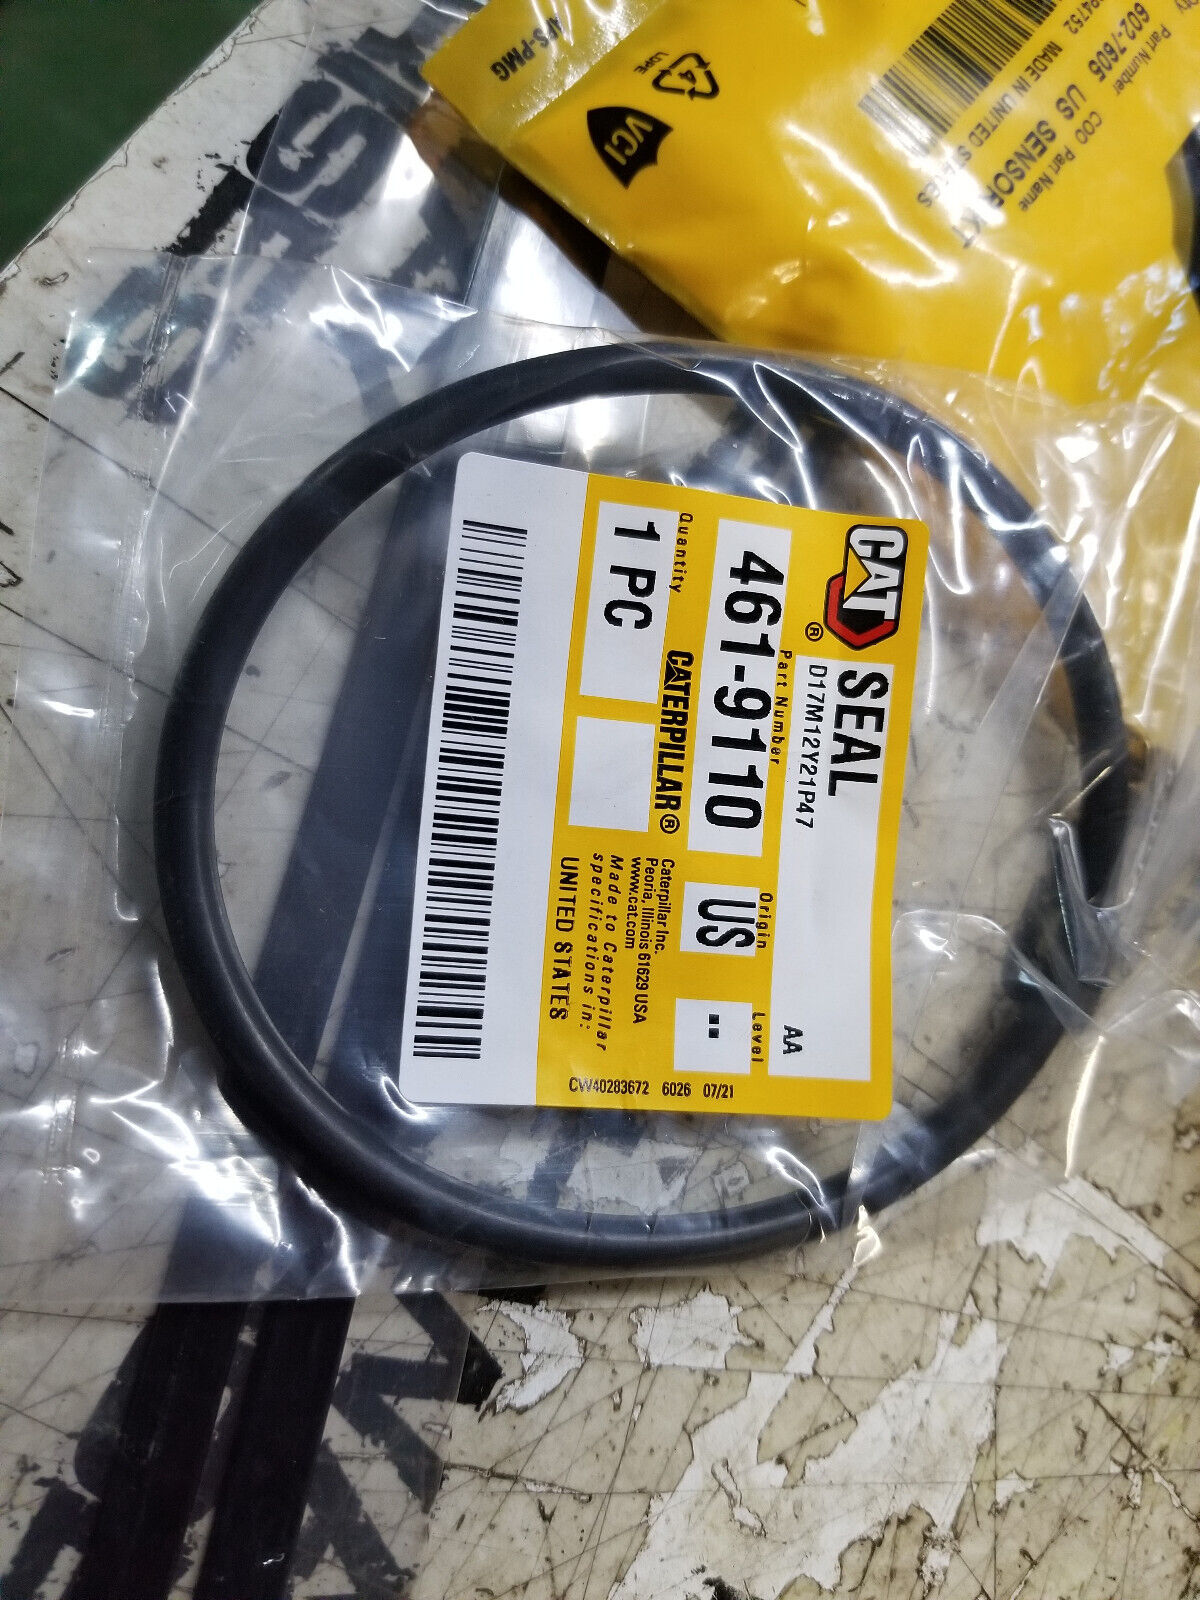 CAT
®
SEAL
D17M12Y21P47
AA
Part Number
Origin
Level
461-9110
US
--
Quantity
1 PC
CATERPILLAR®
Caterpillar Inc.
Peoria, Illinois 61629 USA
www.cat.com
Made to Caterpillar
specifications in:
UNITED STATES
CW40283672 6026 07/21
Part Number
COO
Part Name
602-7605 US SENSOR
MADE IN UNITED STATES
VCI
4
LDPE